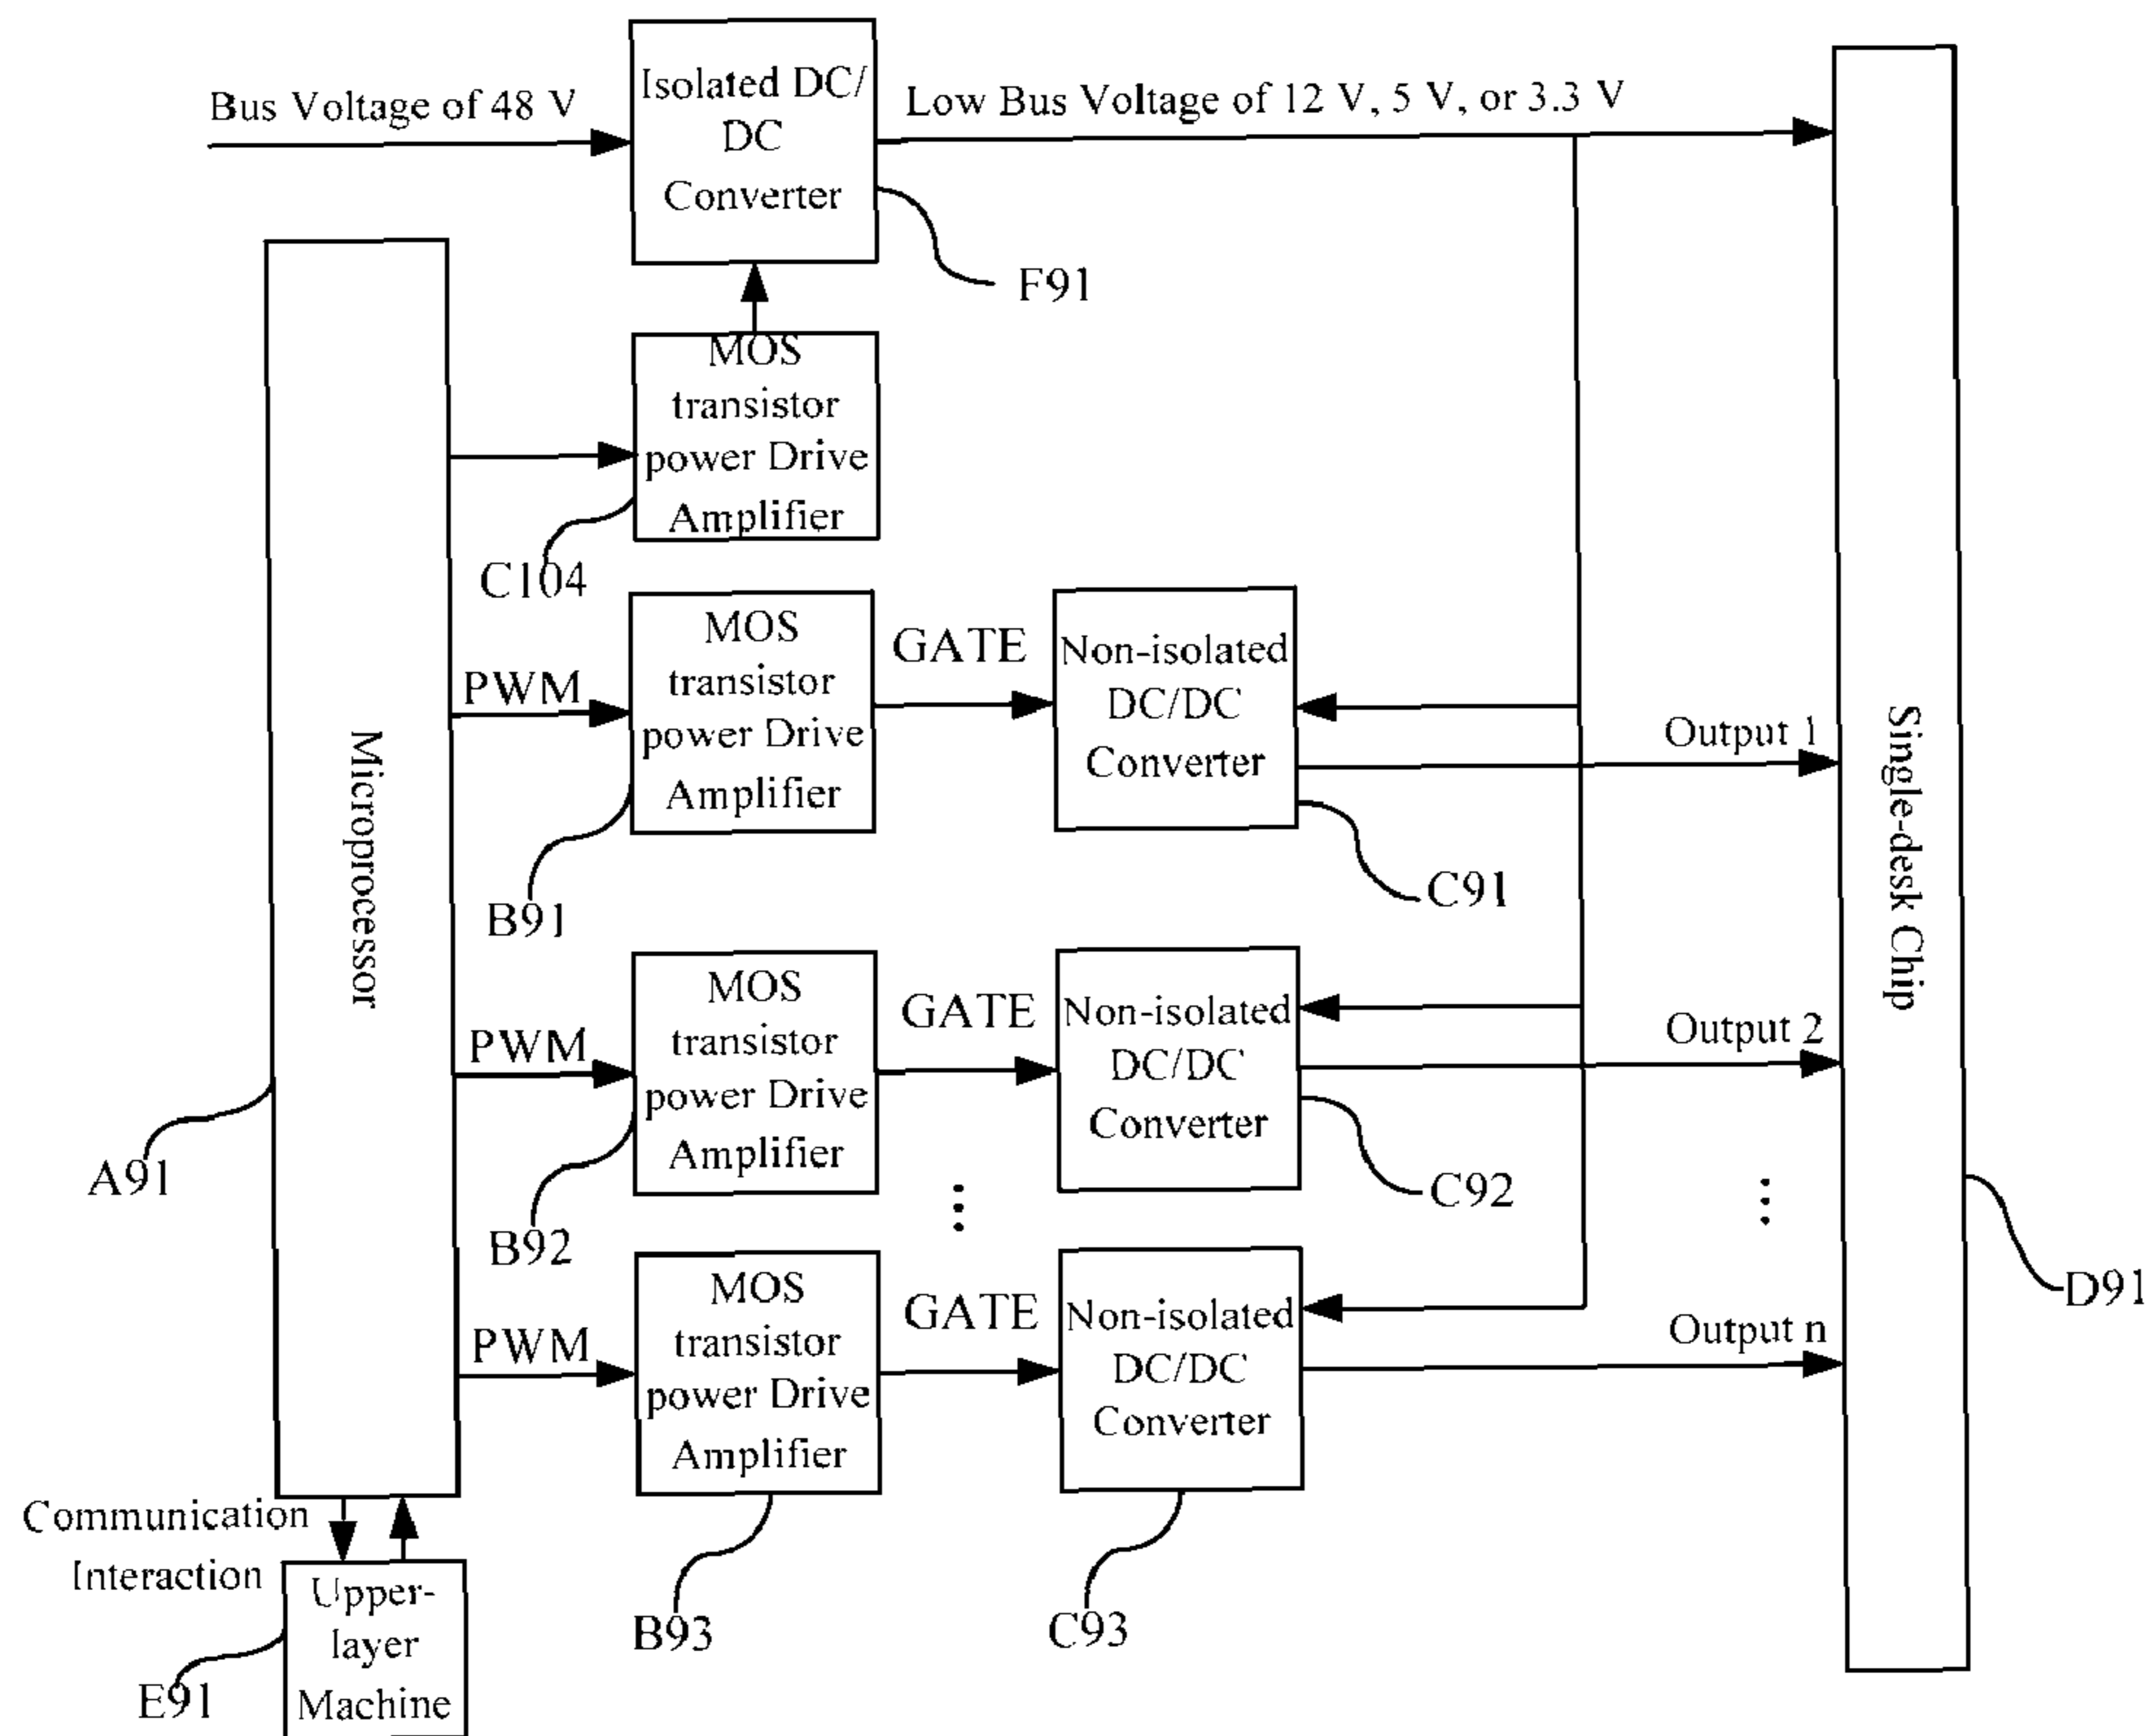 Bus Voltage of 48 V
Isolated DC/
DC
Converter
Low Bus Voltage of 12 V, 5 V, or 3.3 V
F91
MOS
transistor
power Drive
Amplifier
C104
Microprocessor
A91
PWM
MOS
transistor
power Drive
Amplifier
B91
GATE
Non-isolated
DC/DC
Converter
C91
Output 1
PWM
MOS
transistor
power Drive
Amplifier
B92
GATE
Non-isolated
DC/DC
Converter
C92
Output 2
⋮
⋮
PWM
MOS
transistor
power Drive
Amplifier
B93
GATE
Non-isolated
DC/DC
Converter
C93
Output n
Single-desk Chip
D91
Communication
Interaction
Upper-
layer
Machine
E91